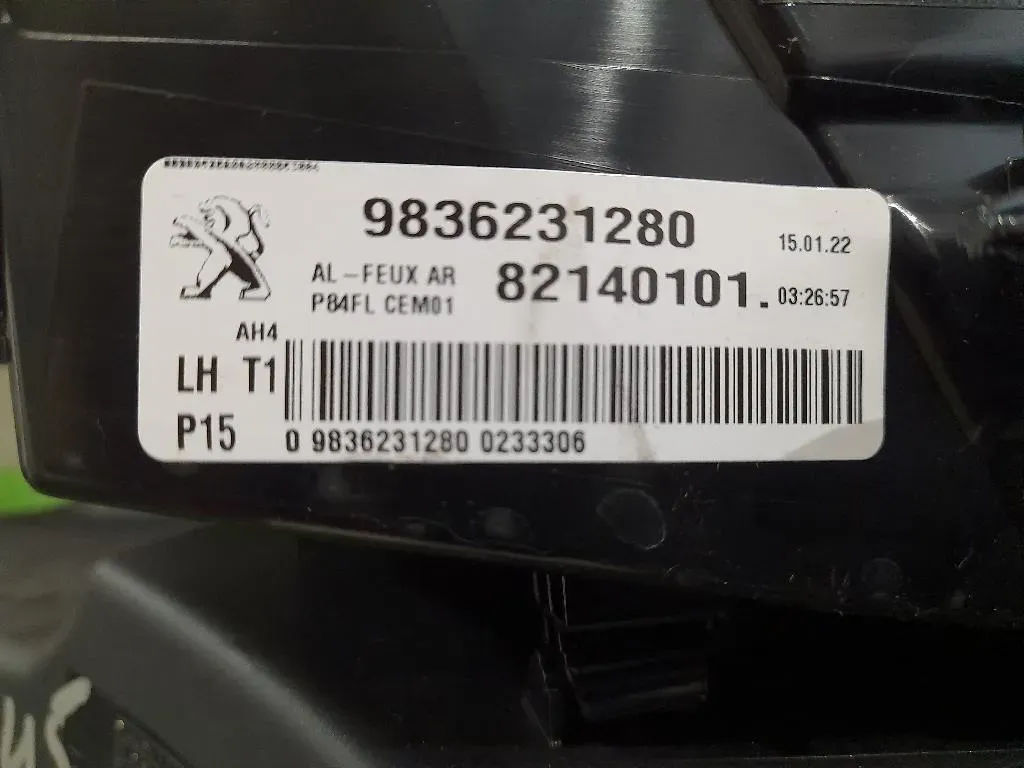 9836231280
15.01.22
AL-FEUX AR
82140101.
03:26:57
P84FL CEM01
AH4
LH T1
P15
0 9836231280 0233306